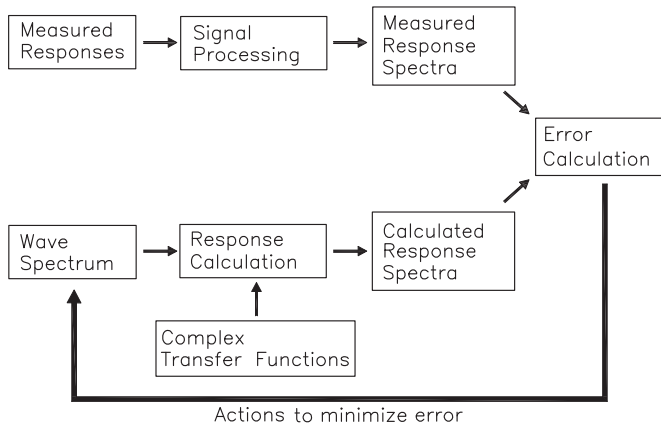 Measured
Responses
Signal
Processing
Measured
Response
Spectra
Error
Calculation
Wave
Spectrum
Response
Calculation
Calculated
Response
Spectra
Complex
Transfer Functions
Actions to minimize error